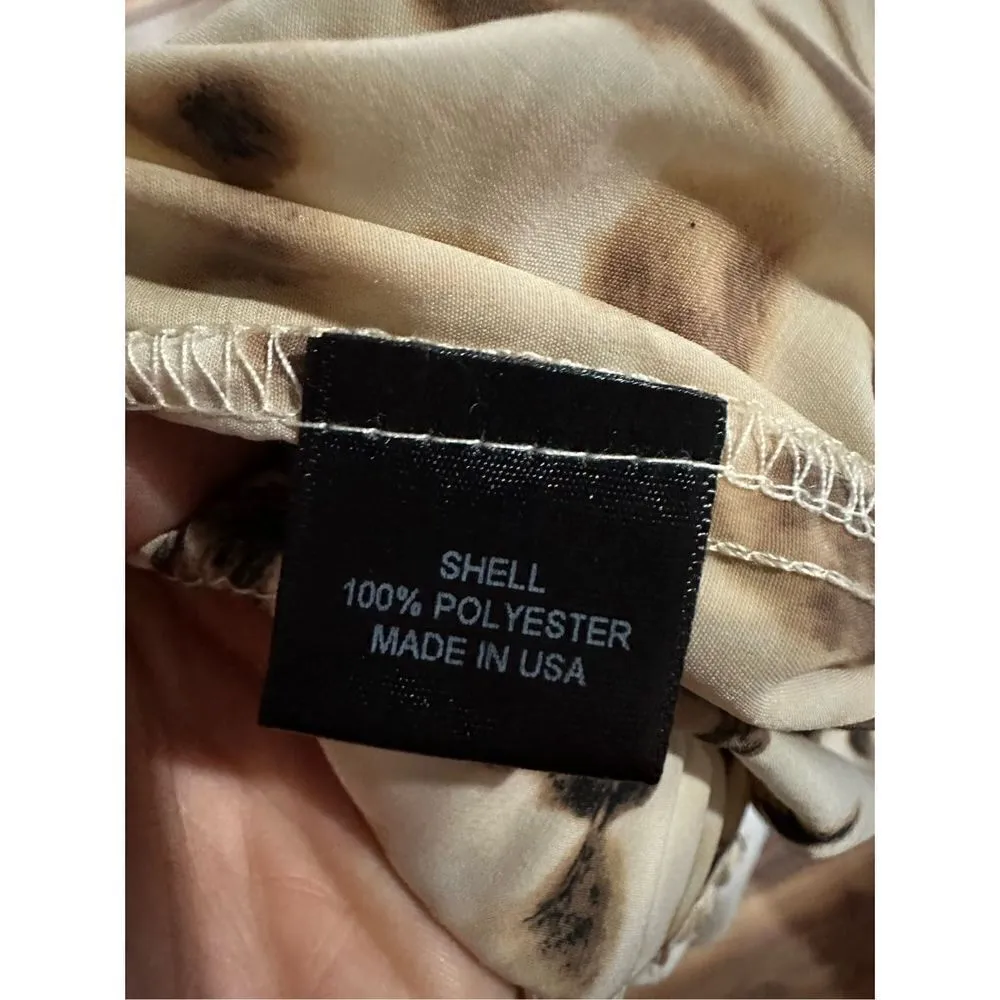 SHELL
100% POLYESTER
MADE IN USA